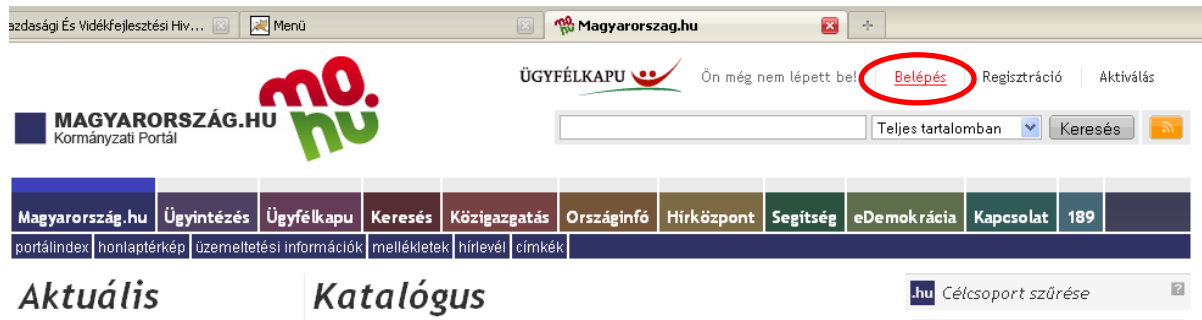 azdasági És Vidékfejlesztési Hiv... Menü Magyarorszag.hu
ÜGYFÉLKAPU Ön még nem lépett be! Belépés Regisztráció Aktiválás
mo.hu
MAGYARORSZÁG.HU
Kormányzati Portál
Teljes tartalomban Keresés
Magyarország.hu Ügyintézés Ügyfélkapu Keresés Közigazgatás Országinfó Hírközpont Segítség eDemokrácia Kapcsolat 189
portálindex honlaptérkép üzemeltetési információk mellékletek hírlevél címkék
Aktuális Katalógus .hu Célcsoport szűrése ?